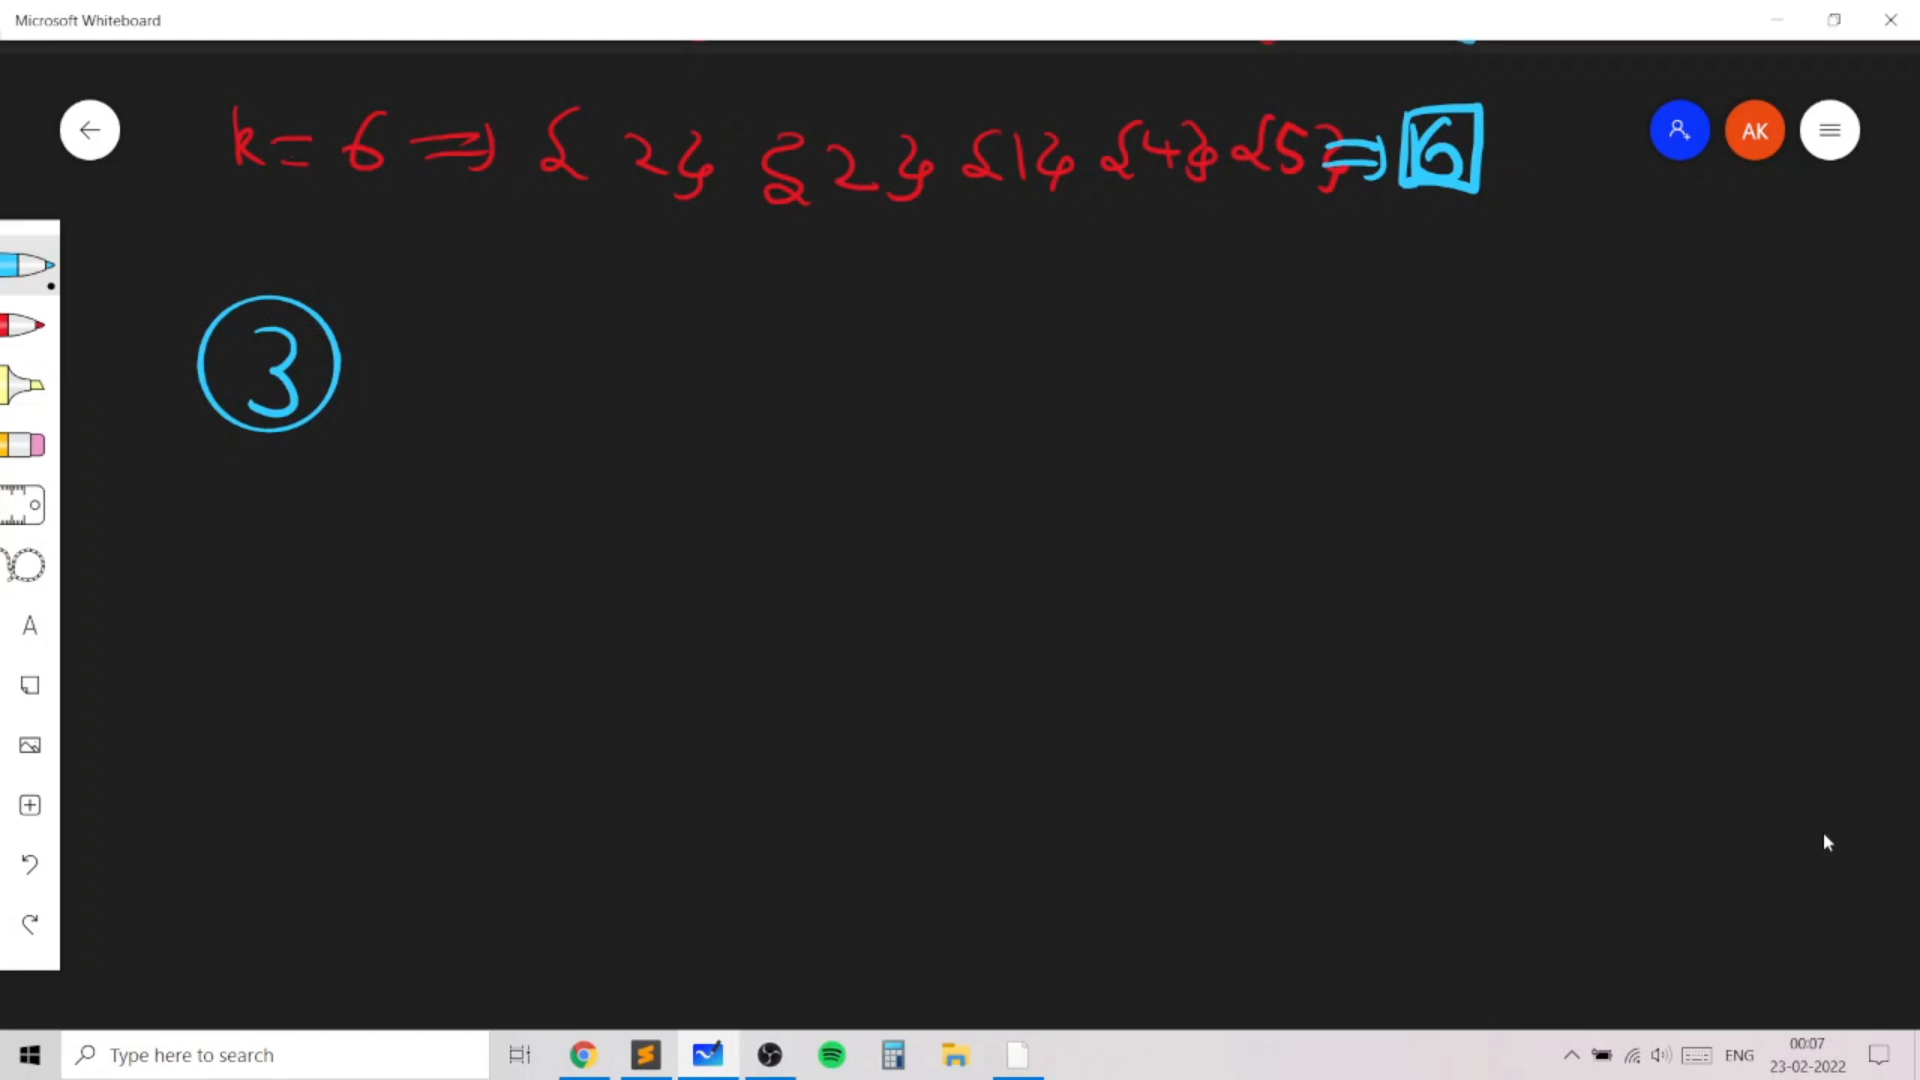 Microsoft Whiteboard
k = 6 ⇒ { 2} {2} {1} {4} {5} ⇒ 6
AK
3
A
Type here to search
ENG
00:07
23-02-2022